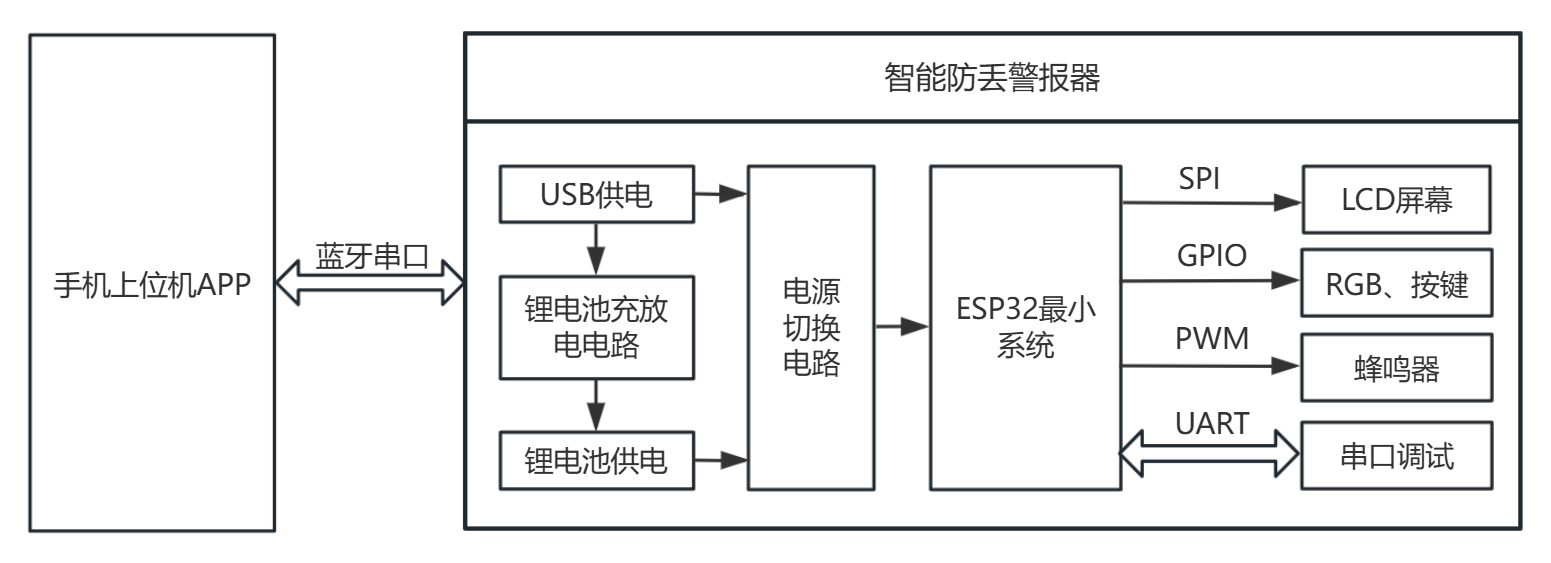 智能防丢警报器
手机上位机APP
蓝牙串口
USB供电
锂电池充放
电电路
锂电池供电
电源
切换
电路
ESP32最小
系统
SPI
LCD屏幕
GPIO
RGB、按键
PWM
蜂鸣器
UART
串口调试